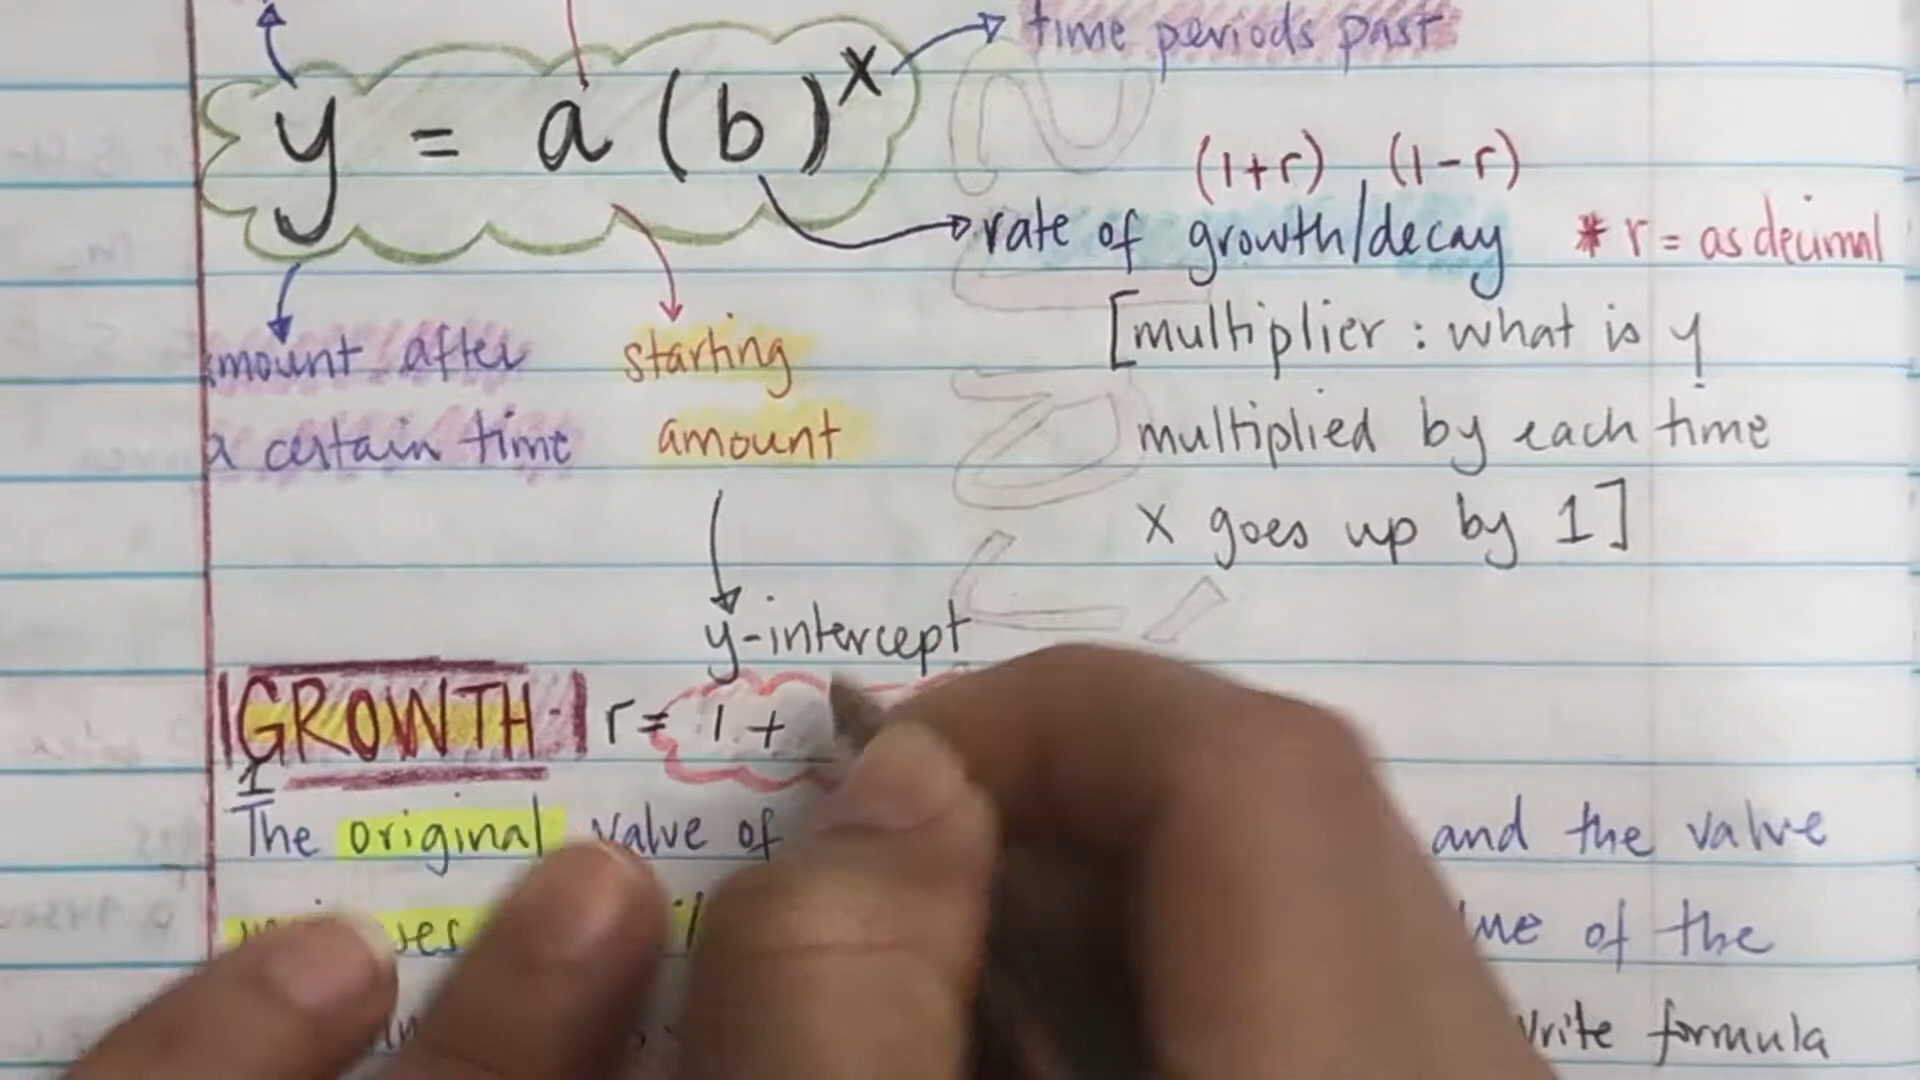 time periods past
y = a (b)^x
(1+r) (1-r)
rate of growth/decay * r = as decimal
[multiplier : what is y
multiplied by each time
x goes up by 1]
amount after
a certain time
starting
amount
y-intercept
GROWTH r = 1 +
1
The original value of and the value
of the
write formula